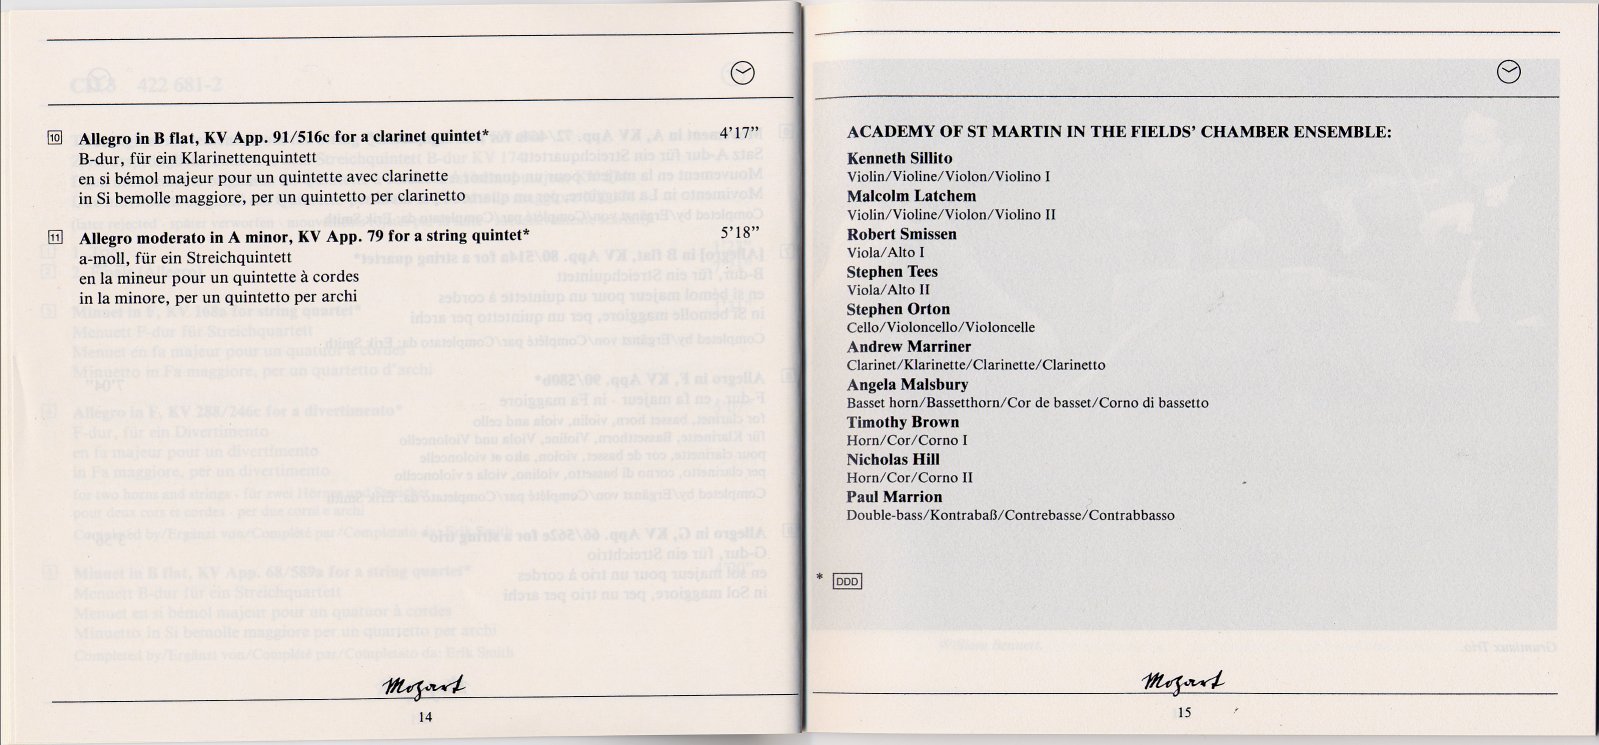 10 Allegro in B flat, KV App. 91/516c for a clarinet quintet* 4’17”
B-dur, für ein Klarinettenquintett
en si bémol majeur pour un quintette avec clarinette
in Si bemolle maggiore, per un quintetto per clarinetto
11 Allegro moderato in A minor, KV App. 79 for a string quintet* 5’18”
a-moll, für ein Streichquintett
en la mineur pour un quintette à cordes
in la minore, per un quintetto per archi
Mozart
14
ACADEMY OF ST MARTIN IN THE FIELDS’ CHAMBER ENSEMBLE:
Kenneth Sillito
Violin/Violine/Violon/Violino I
Malcolm Latchem
Violin/Violine/Violon/Violino II
Robert Smissen
Viola/Alto I
Stephen Tees
Viola/Alto II
Stephen Orton
Cello/Violoncello/Violoncelle
Andrew Marriner
Clarinet/Klarinette/Clarinette/Clarinetto
Angela Malsbury
Basset horn/Bassetthorn/Cor de basset/Corno di bassetto
Timothy Brown
Horn/Cor/Corno I
Nicholas Hill
Horn/Cor/Corno II
Paul Marrion
Double-bass/Kontrabaß/Contrebasse/Contrabbasso
* DDD
Mozart
15